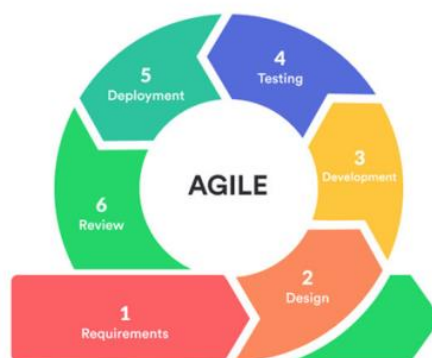 5
Deployment
4
Testing
3
Development
AGILE
6
Review
2
Design
1
Requirements